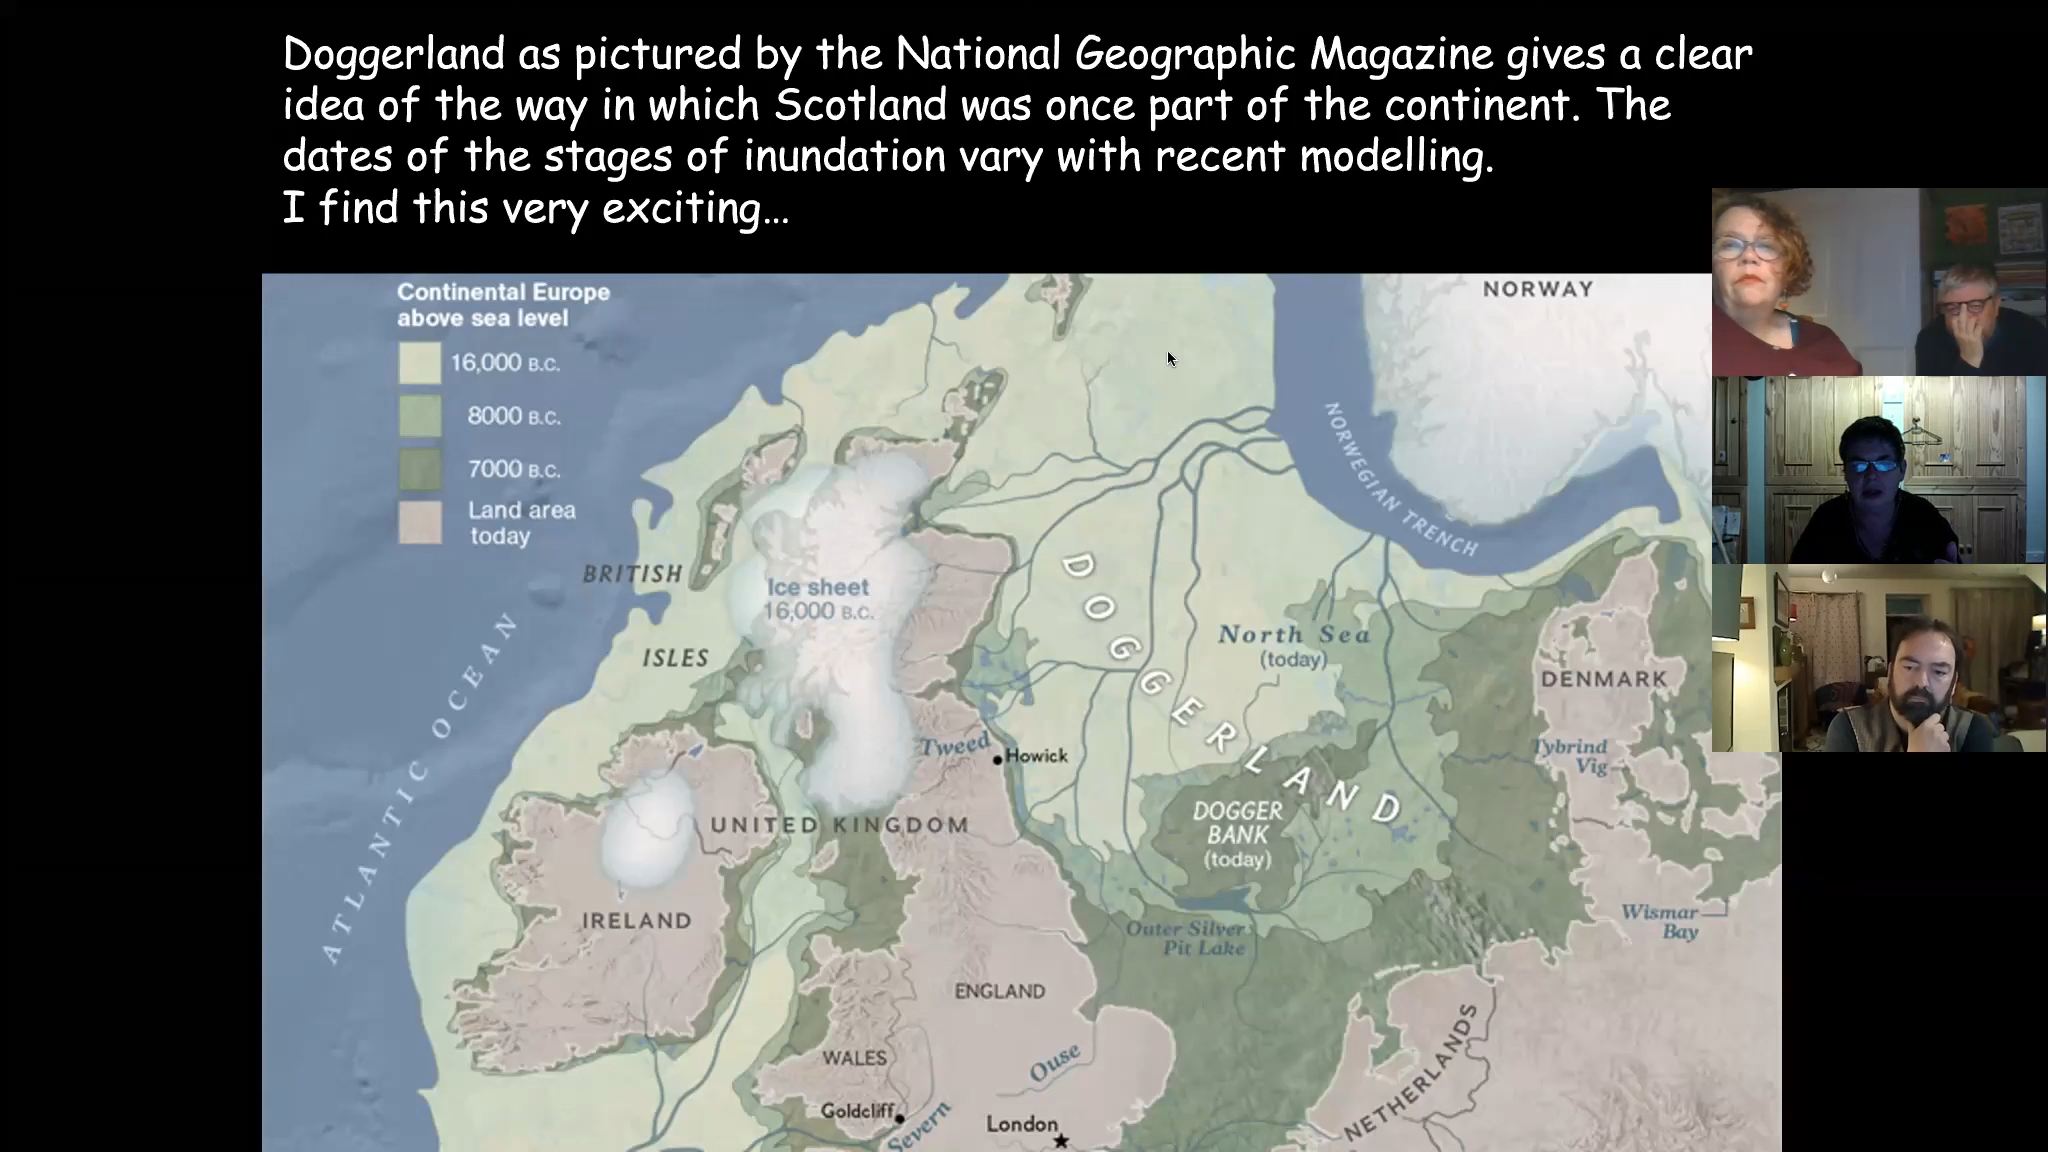 Doggerland as pictured by the National Geographic Magazine gives a clear
idea of the way in which Scotland was once part of the continent. The
dates of the stages of inundation vary with recent modelling.
I find this very exciting…
Continental Europe
above sea level
16,000 B.C.
8000 B.C.
7000 B.C.
Land area
today
NORWAY
NORWEGIAN TRENCH
BRITISH
ISLES
Ice sheet
16,000 B.C.
ATLANTIC OCEAN
DOGGERLAND
North Sea
(today)
DENMARK
Tweed
Howick
Tybrind
Vig
UNITED KINGDOM
DOGGER
BANK
(today)
IRELAND
Outer Silver
Pit Lake
Wismar
Bay
ENGLAND
WALES
Ouse
NETHERLANDS
Goldcliff
Severn
London